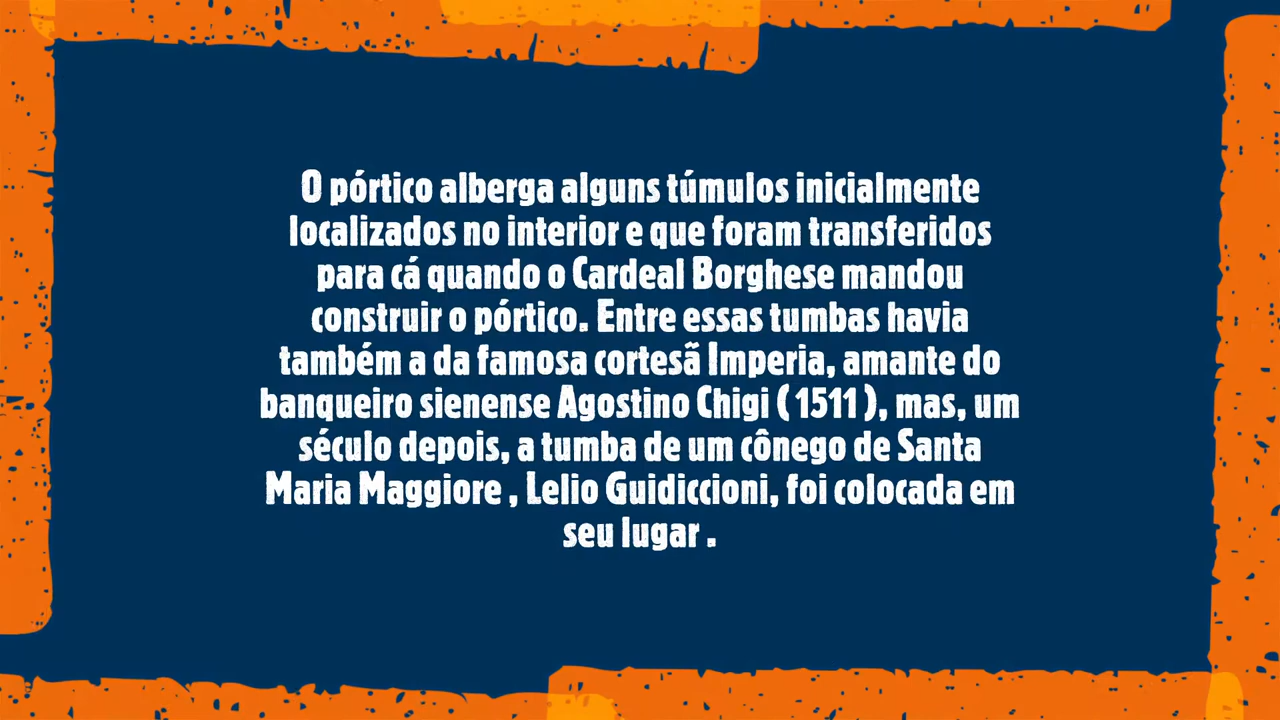 O pórtico alberga alguns túmulos inicialmente
localizados no interior e que foram transferidos
para cá quando o Cardeal Borghese mandou
construir o pórtico. Entre essas tumbas havia
também a da famosa cortesã Imperia, amante do
banqueiro sienense Agostino Chigi ( 1511 ), mas, um
século depois, a tumba de um cônego de Santa
Maria Maggiore , Lelio Guidiccioni, foi colocada em
seu lugar .